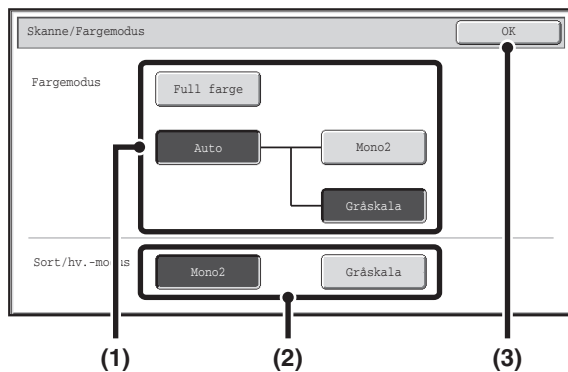 Skanne/Fargemodus OK
Fargemodus
Full farge
Auto Mono2
Gråskala
Sort/hv.-modus Mono2 Gråskala
(1) (2) (3)